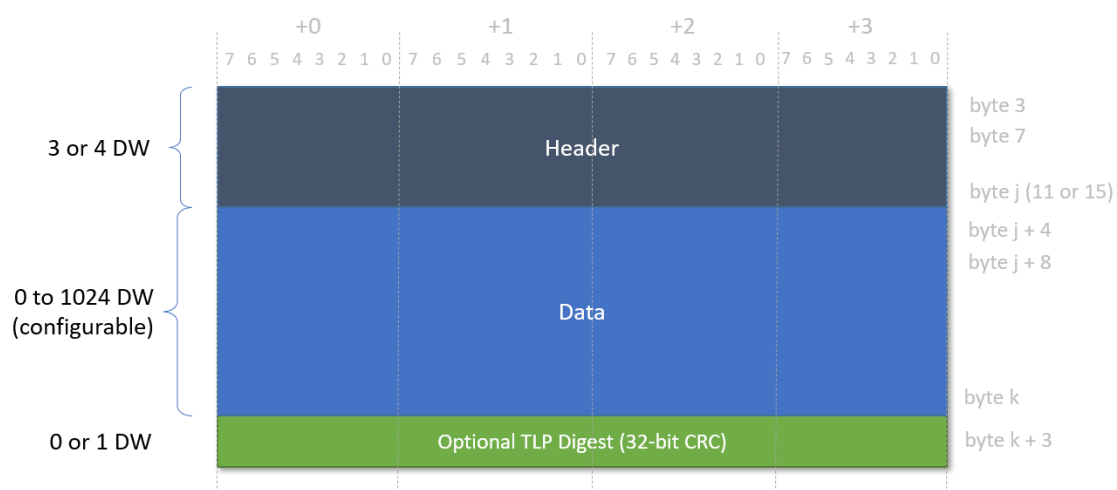 +0 +1 +2 +3
7 6 5 4 3 2 1 0 7 6 5 4 3 2 1 0 7 6 5 4 3 2 1 0 7 6 5 4 3 2 1 0
byte 3
byte 7
3 or 4 DW
Header
byte j (11 or 15)
byte j + 4
byte j + 8
0 to 1024 DW
(configurable)
Data
byte k
0 or 1 DW
Optional TLP Digest (32-bit CRC)
byte k + 3